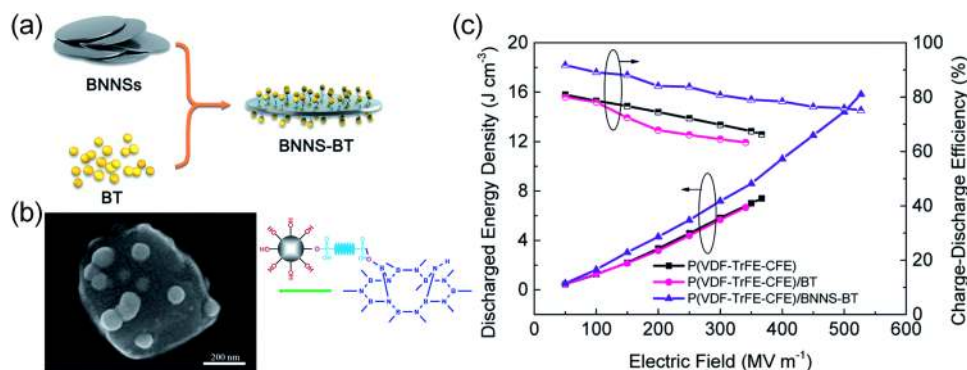 (a)
BNNSs
BT
BNNS-BT
(b)
200 nm
(c)
Discharged Energy Density (J cm⁻³)
20
16
12
8
4
0
Charge-Discharge Efficiency (%)
100
80
60
40
20
0
P(VDF-TrFE-CFE)
P(VDF-TrFE-CFE)/BT
P(VDF-TrFE-CFE)/BNNS-BT
0 100 200 300 400 500 600
Electric Field (MV m⁻¹)